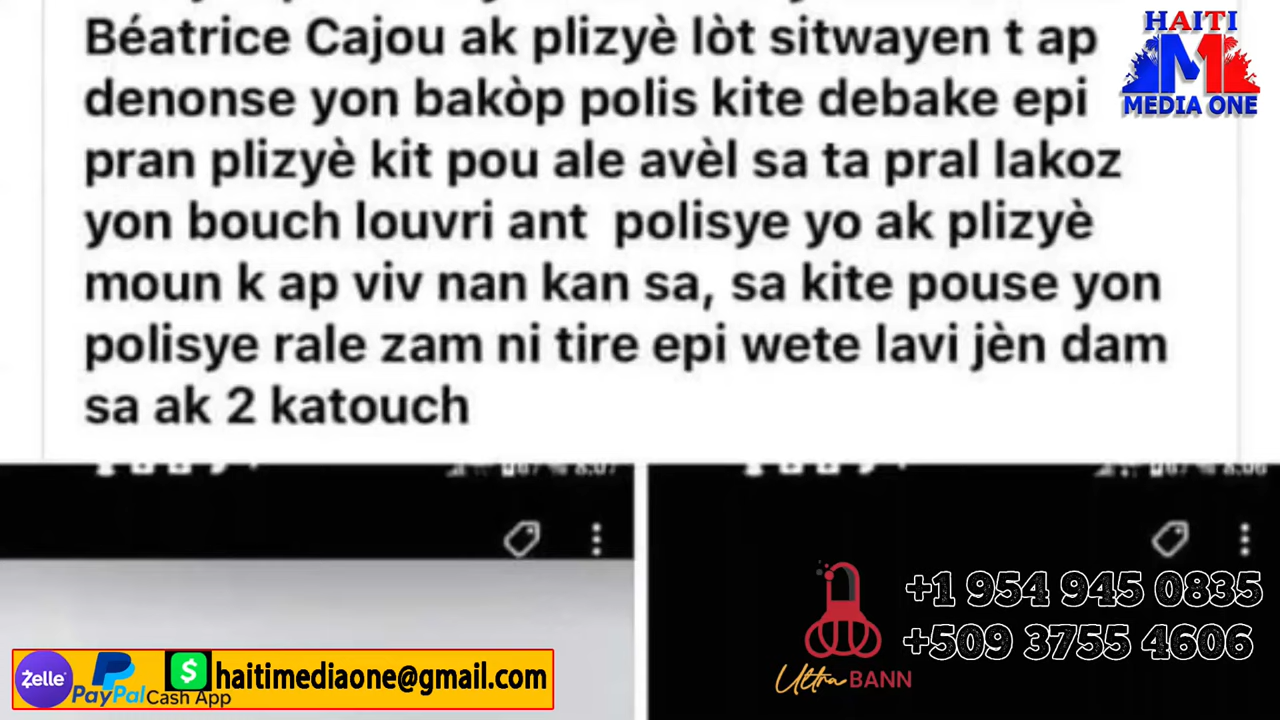 HAITI
M
MEDIA ONE
Béatrice Cajou ak plizyè lòt sitwayen t ap
denonse yon bakòp polis kite debake epi
pran plizyè kit pou ale avèl sa ta pral lakoz
yon bouch louvri ant polisye yo ak plizyè
moun k ap viv nan kan sa, sa kite pouse yon
polisye rale zam ni tire epi wete lavi jèn dam
sa ak 2 katouch
+1 954 945 0835
+509 3755 4606
Ultra BANN
Zelle
PayPal
$
Cash App
haitimediaone@gmail.com